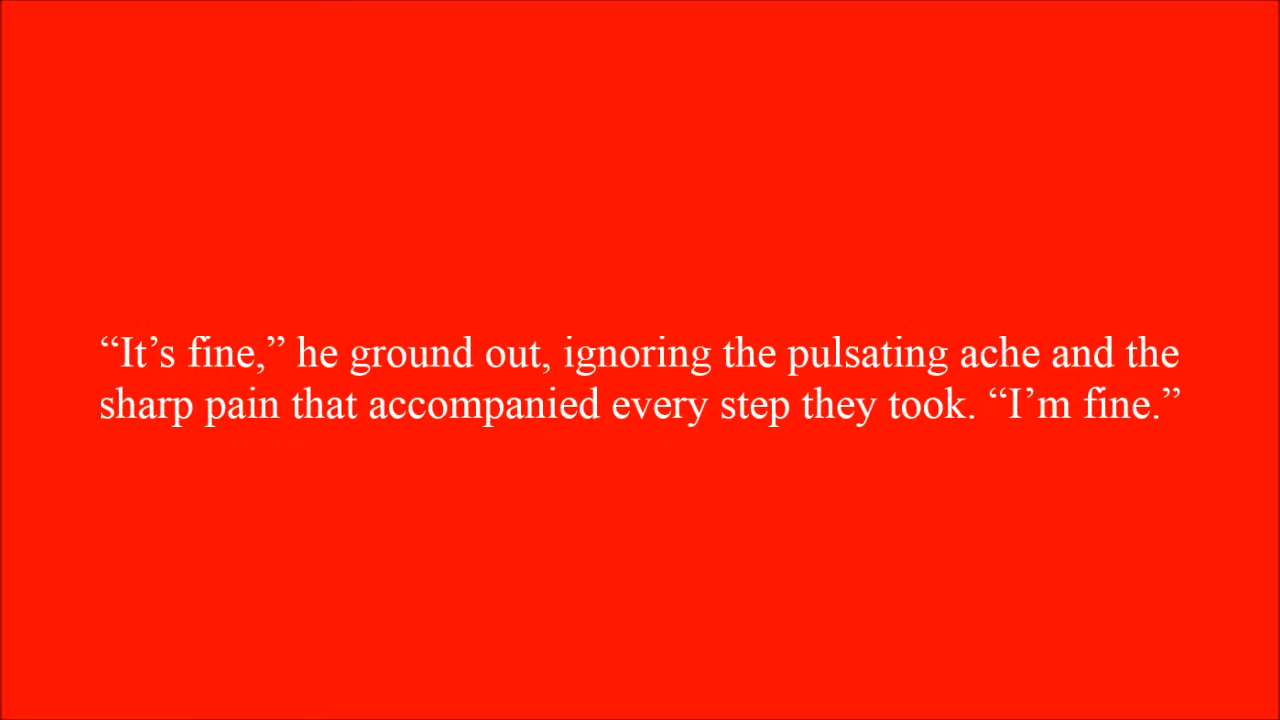 “It’s fine,” he ground out, ignoring the pulsating ache and the
sharp pain that accompanied every step they took. “I’m fine.”